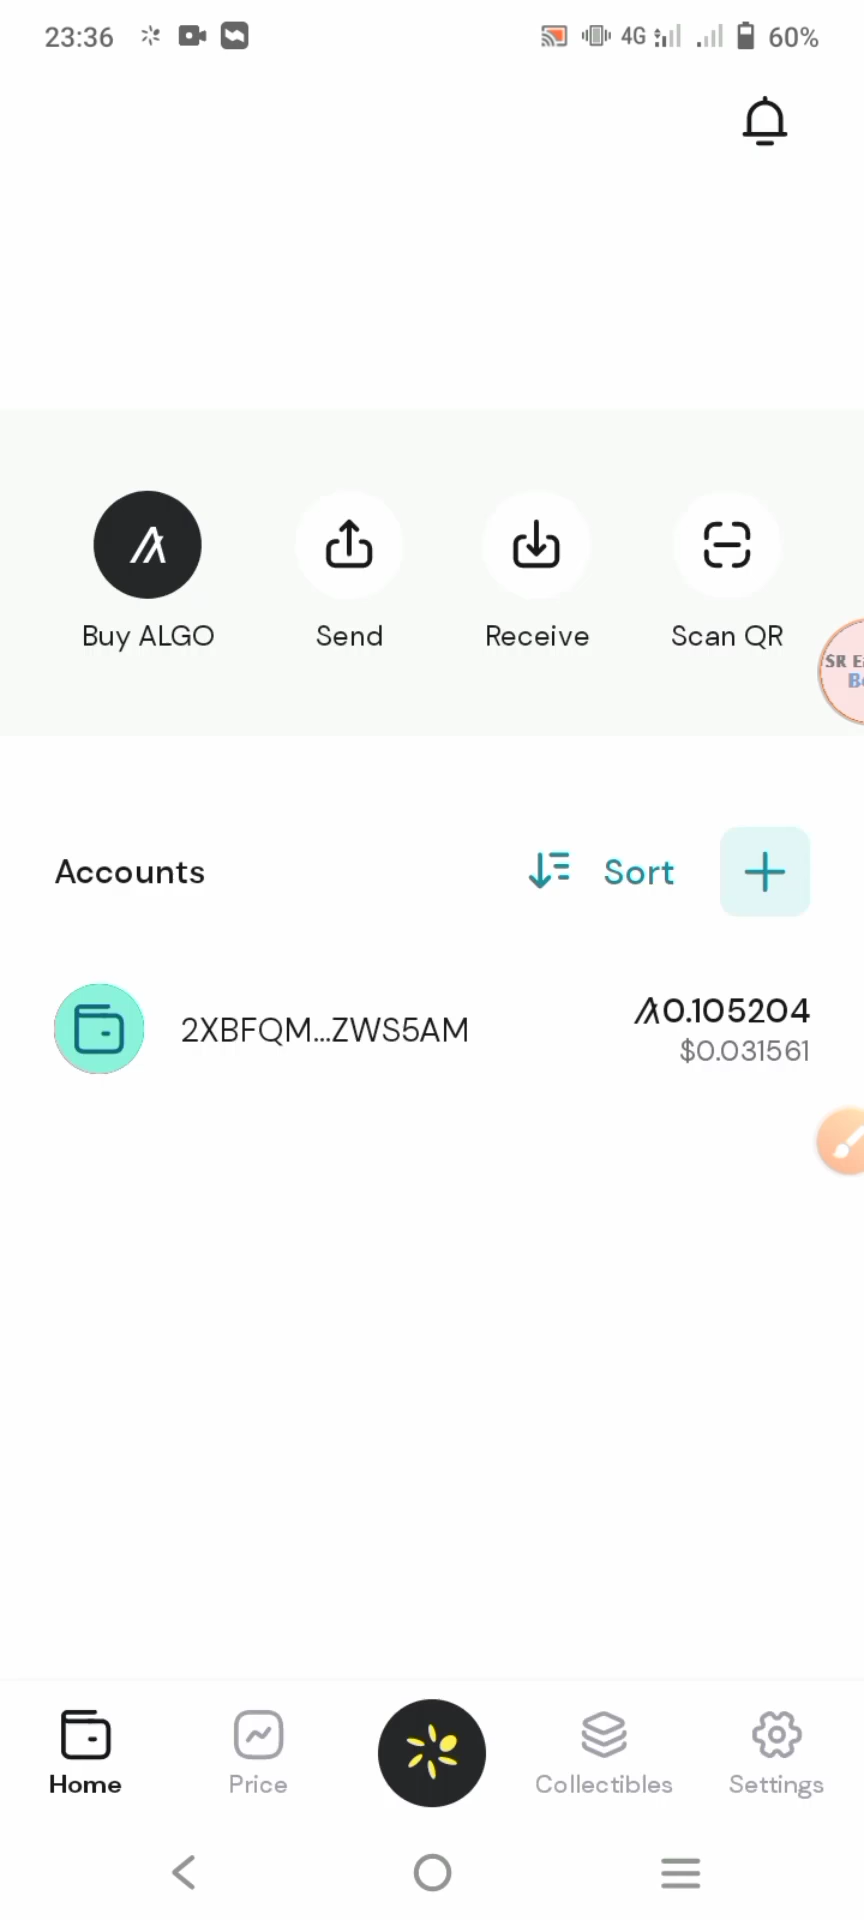 23:36 4G 60%
Buy ALGO Send Receive Scan QR
SR
Accounts Sort
2XBFQM...ZWS5AM 0.105204
$0.031561
Home Price Collectibles Settings